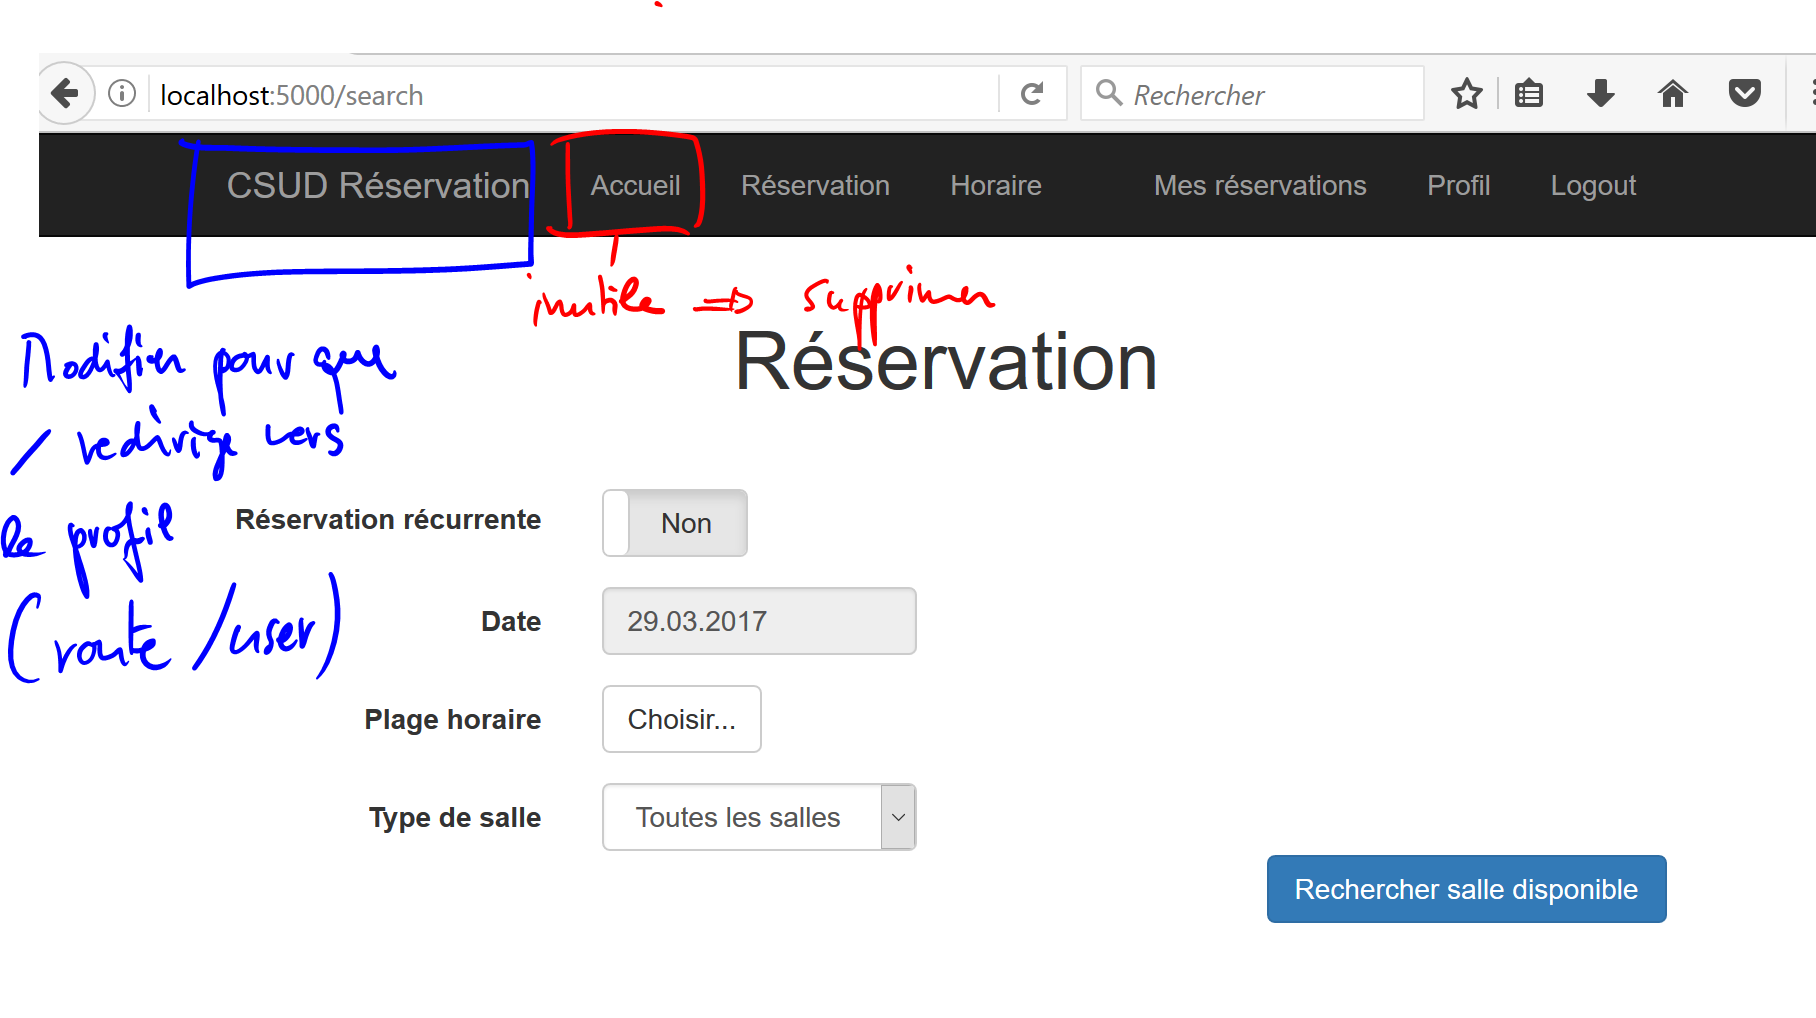 localhost:5000/search
Rechercher
CSUD Réservation Accueil Réservation Horaire Mes réservations Profil Logout
inutile ⇒ supprimer
Réservation
Modifier pour que
/ redirige vers
le profil
(route /user)
Réservation récurrente Non
Date 29.03.2017
Plage horaire Choisir...
Type de salle Toutes les salles
Rechercher salle disponible